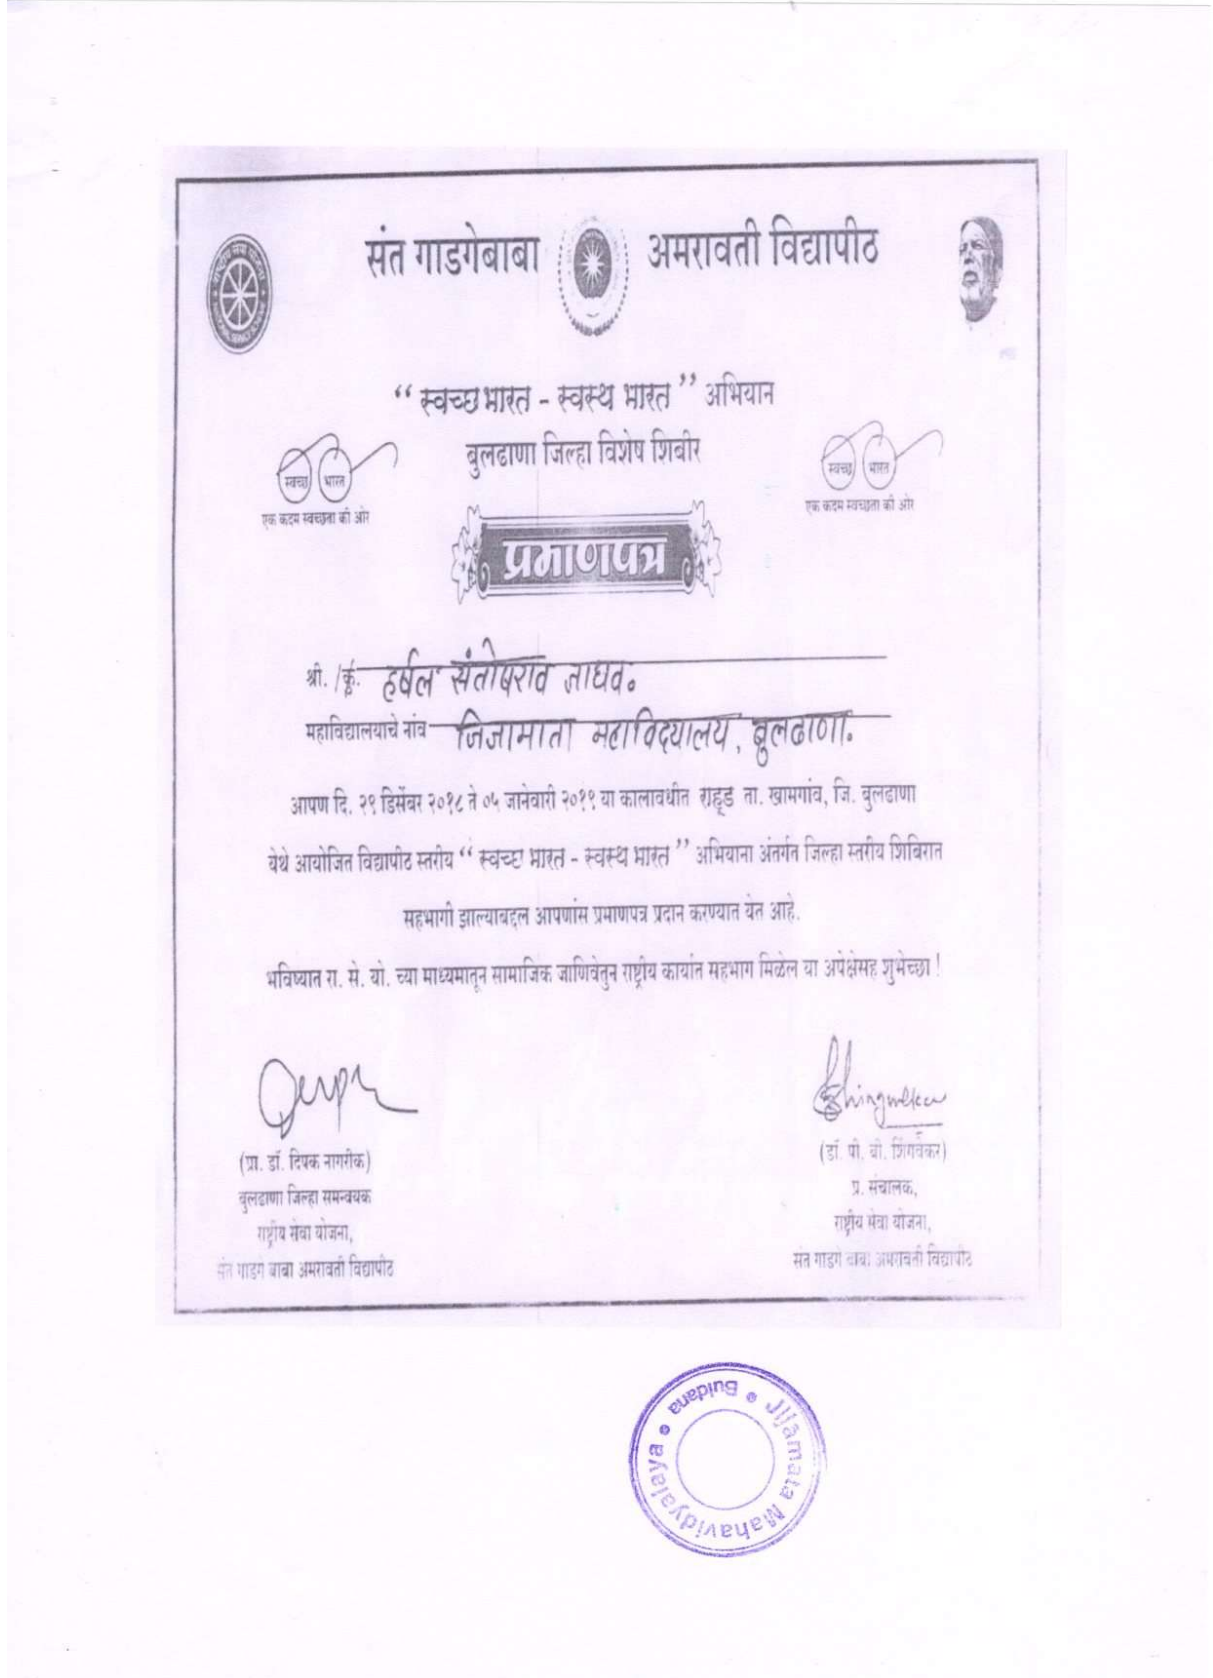 संत गाडगेबाबा अमरावती विद्यापीठ
“ स्वच्छ भारत - स्वस्थ भारत ” अभियान
बुलढाणा जिल्हा विशेष शिबीर
स्वच्छ भारत
एक कदम स्वच्छता की ओर
स्वच्छ भारत
एक कदम स्वच्छता की ओर
प्रमाणपत्र
श्री. /कु. हर्षल संतोषराव जाधव.
महाविद्यालयाचे नांव जिजामाता महाविद्यालय, बुलढाणा.
आपण दि. २९ डिसेंबर २०१८ ते ०५ जानेवारी २०१९ या कालावधीत राहूड ता. खामगांव, जि. बुलढाणा
येथे आयोजित विद्यापीठ स्तरीय “ स्वच्छ भारत - स्वस्थ भारत ” अभियाना अंतर्गत जिल्हा स्तरीय शिबिरात
सहभागी झाल्याबद्दल आपणांस प्रमाणपत्र प्रदान करण्यात येत आहे.
भविष्यात रा. से. यो. च्या माध्यमातून सामाजिक जाणिवेतुन राष्ट्रीय कार्यात सहभाग मिळेल या अपेक्षेसह शुभेच्छा !
(प्रा. डॉ. दिपक नागरीक)
बुलढाणा जिल्हा समन्वयक
राष्ट्रीय सेवा योजना,
संत गाडगे बाबा अमरावती विद्यापीठ
(डॉ. पी. बी. शिंगवेकर)
प्र. संचालक,
राष्ट्रीय सेवा योजना,
संत गाडगे बाबा अमरावती विद्यापीठ
Jijamata Mahavidyalaya • Buldana •